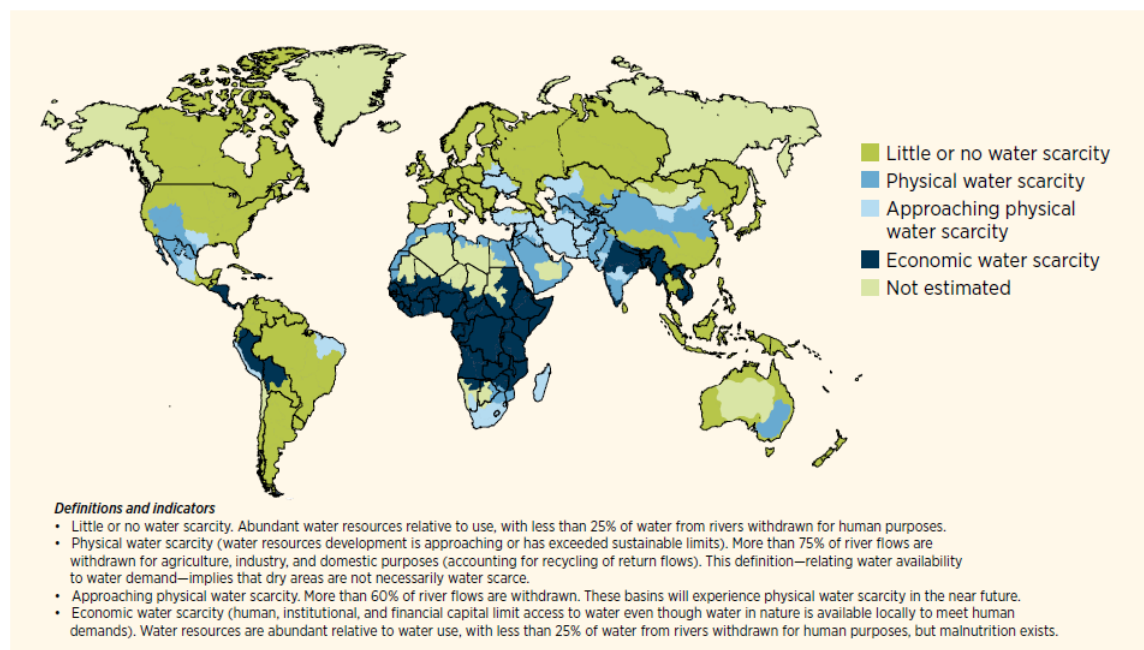 Little or no water scarcity
Physical water scarcity
Approaching physical
water scarcity
Economic water scarcity
Not estimated
Definitions and indicators
• Little or no water scarcity. Abundant water resources relative to use, with less than 25% of water from rivers withdrawn for human purposes.
• Physical water scarcity (water resources development is approaching or has exceeded sustainable limits). More than 75% of river flows are
withdrawn for agriculture, industry, and domestic purposes (accounting for recycling of return flows). This definition—relating water availability
to water demand—implies that dry areas are not necessarily water scarce.
• Approaching physical water scarcity. More than 60% of river flows are withdrawn. These basins will experience physical water scarcity in the near future.
• Economic water scarcity (human, institutional, and financial capital limit access to water even though water in nature is available locally to meet human
demands). Water resources are abundant relative to water use, with less than 25% of water from rivers withdrawn for human purposes, but malnutrition exists.